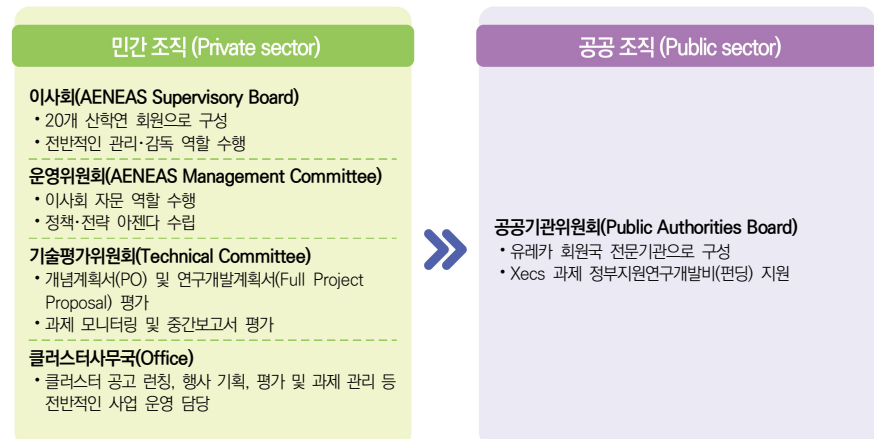 민간 조직 (Private sector)
이사회(AENEAS Supervisory Board)
• 20개 산학연 회원으로 구성
• 전반적인 관리·감독 역할 수행
운영위원회(AENEAS Management Committee)
• 이사회 자문 역할 수행
• 정책·전략 아젠다 수립
기술평가위원회(Technical Committee)
• 개념계획서(PO) 및 연구개발계획서(Full Project
Proposal) 평가
• 과제 모니터링 및 중간보고서 평가
클러스터사무국(Office)
• 클러스터 공고 런칭, 행사 기획, 평가 및 과제 관리 등
전반적인 사업 운영 담당
공공 조직 (Public sector)
공공기관위원회(Public Authorities Board)
• 유레카 회원국 전문기관으로 구성
• Xecs 과제 정부지원연구개발비(펀딩) 지원